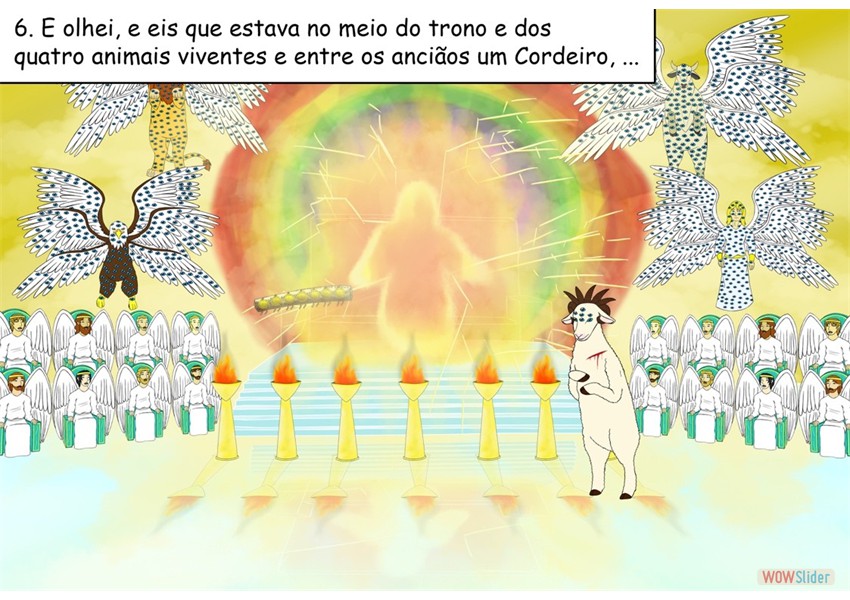 6. E olhei, e eis que estava no meio do trono e dos
quatro animais viventes e entre os anciãos um Cordeiro, ...
WOWSlider